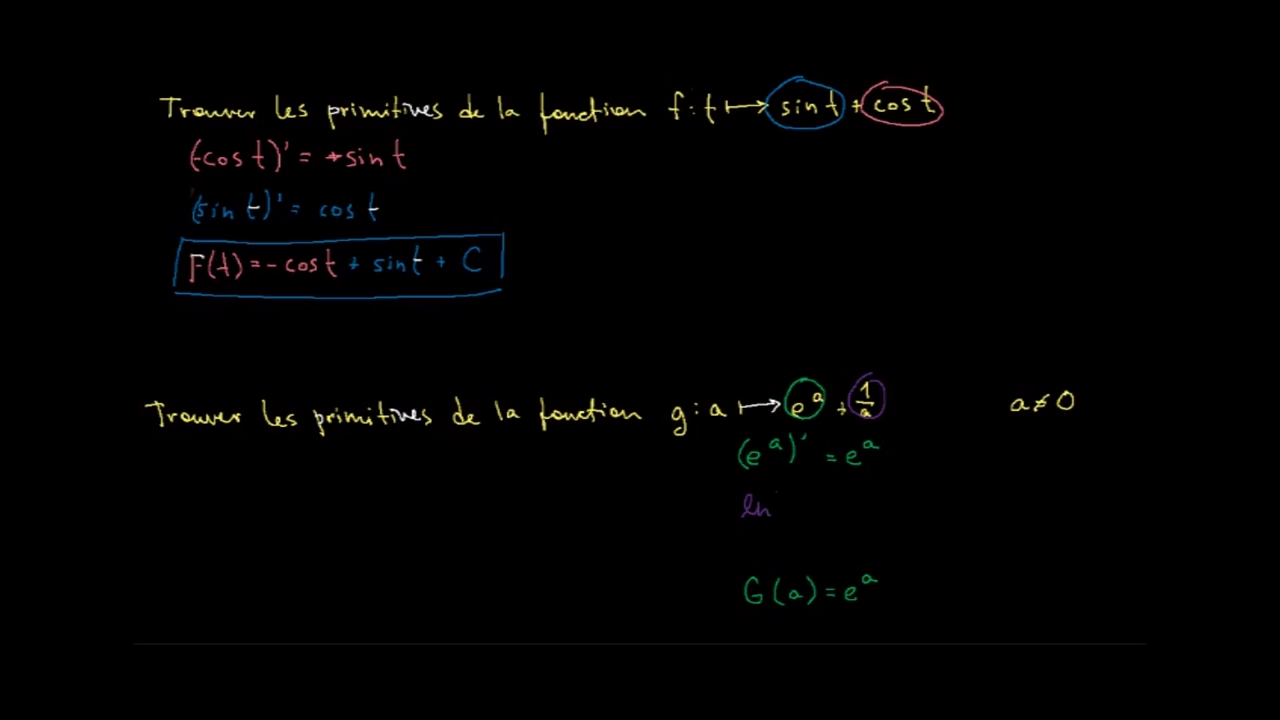 Trouver les primitives de la fonction f : t ↦ sin t + cos t
(-cos t)' = +sin t
(sin t)' = cos t
F(t) = - cos t + sin t + C
Trouver les primitives de la fonction g : a ↦ e^a + 1/a a ≠ 0
(e^a)' = e^a
ln
G(a) = e^a